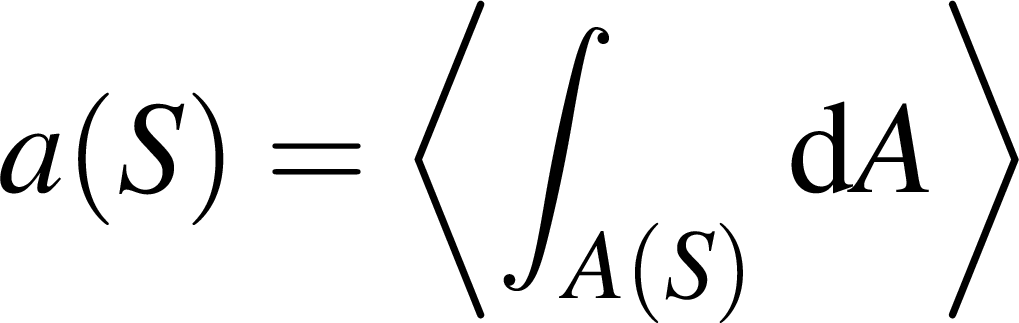 a(S) = ⟨∫_{A(S)} dA⟩